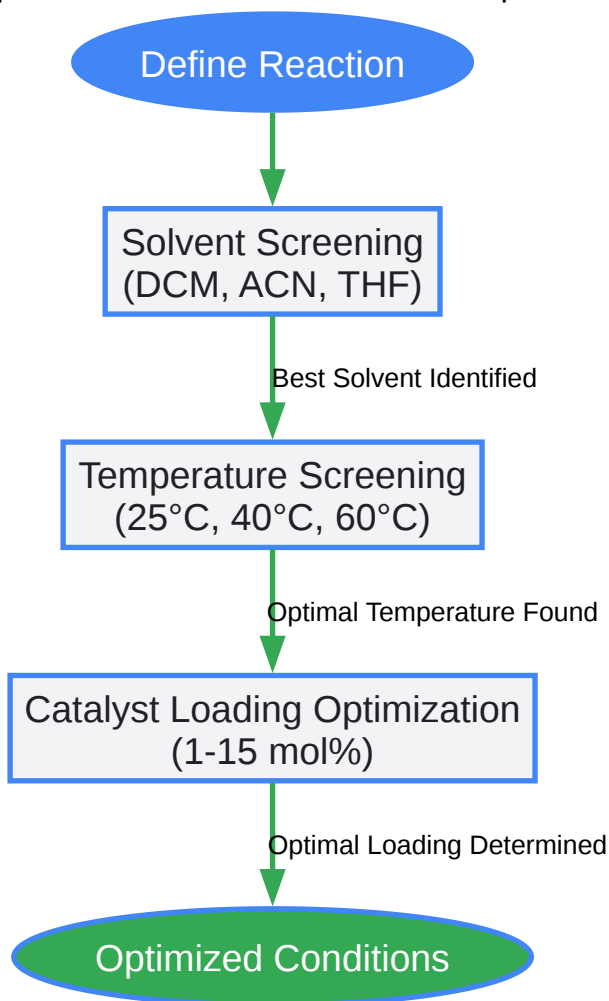 Define Reaction
Solvent Screening
(DCM, ACN, THF)
Best Solvent Identified
Temperature Screening
(25°C, 40°C, 60°C)
Optimal Temperature Found
Catalyst Loading Optimization
(1-15 mol%)
Optimal Loading Determined
Optimized Conditions